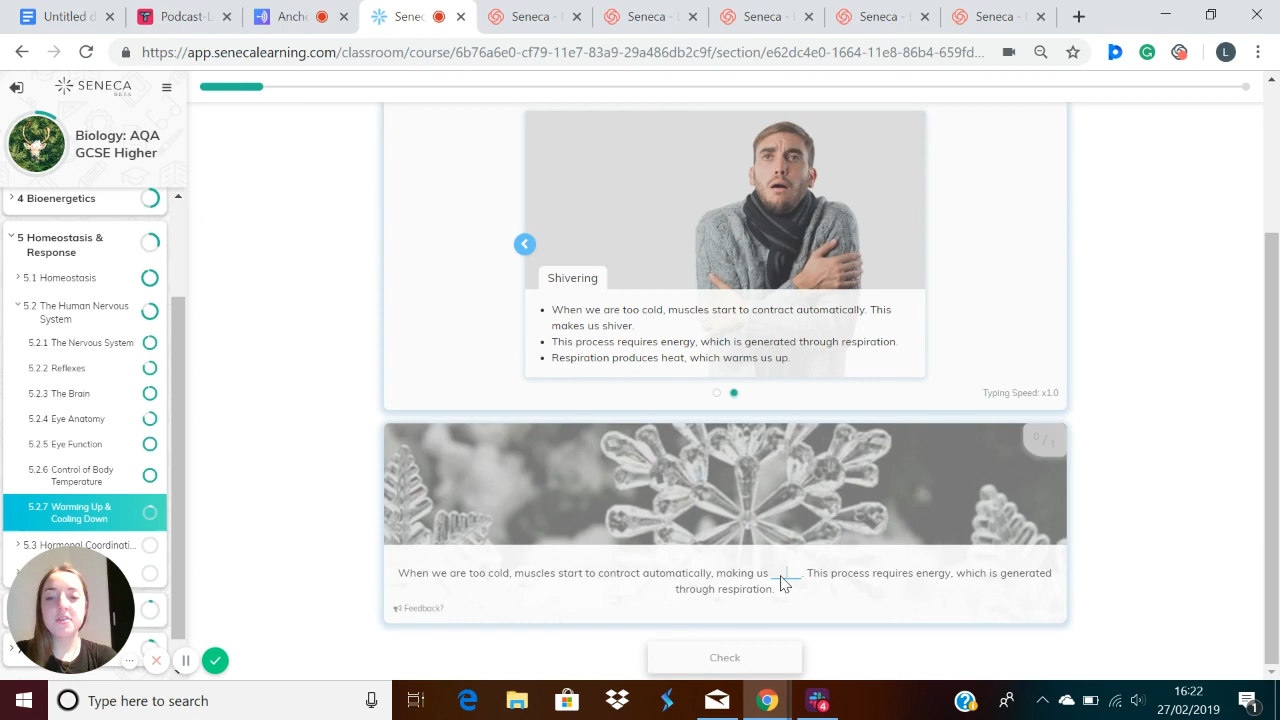 Documen
Podcast-L
Ancho
Senec
Seneca - L
Seneca - L
Seneca - L
Seneca - L
Seneca - L
https://app.senecalearning.com/classroom/course/6b76a6e0-cf79-11e7-83a9-29a486db2c9f/section/e62dc4e0-1664-11e8-86b4-659fd...
L
SENECA
BETA
Biology: AQA
GCSE Higher
4 Bioenergetics
5 Homeostasis &
Response
5.1 Homeostasis
5.2 The Human Nervous
System
5.2.1 The Nervous System
5.2.2 Reflexes
5.2.3 The Brain
5.2.4 Eye Anatomy
5.2.5 Eye Function
5.2.6 Control of Body
Temperature
5.2.7 Warming Up &
Cooling Down
5.3 Hormonal Coordinati...
Shivering
• When we are too cold, muscles start to contract automatically. This
makes us shiver.
• This process requires energy, which is generated through respiration.
• Respiration produces heat, which warms us up.
Typing Speed: x1.0
0 / 1
When we are too cold, muscles start to contract automatically, making us ____. This process requires energy, which is generated
through respiration.
Feedback?
Check
Type here to search
4
16:22
27/02/2019
1